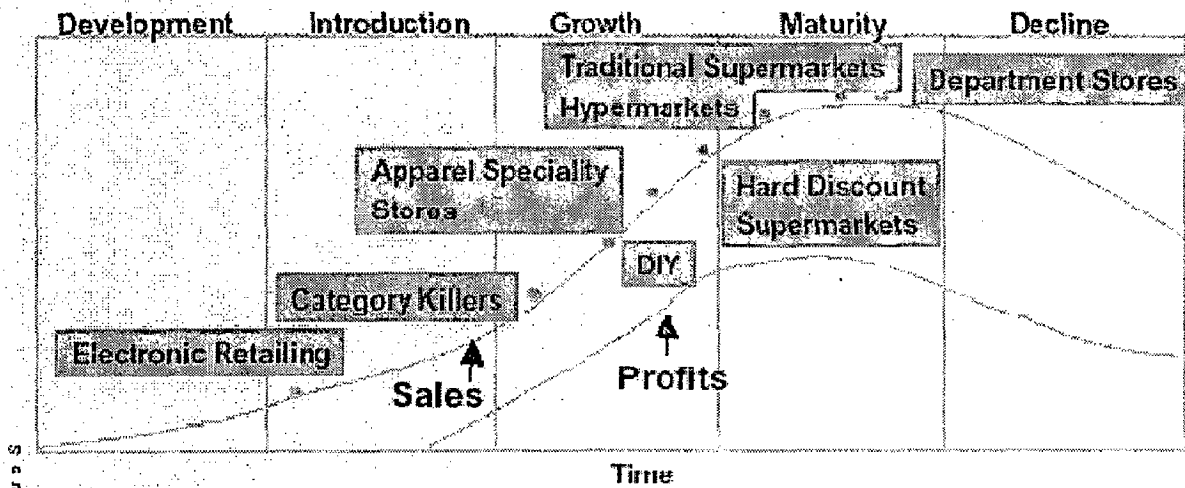 Development Introduction Growth Maturity Decline
Traditional Supermarkets
Hypermarkets
Department Stores
Apparel Speciality
Stores
Hard Discount
Supermarkets
DIY
Category Killers
Electronic Retailing
Sales
Profits
Time